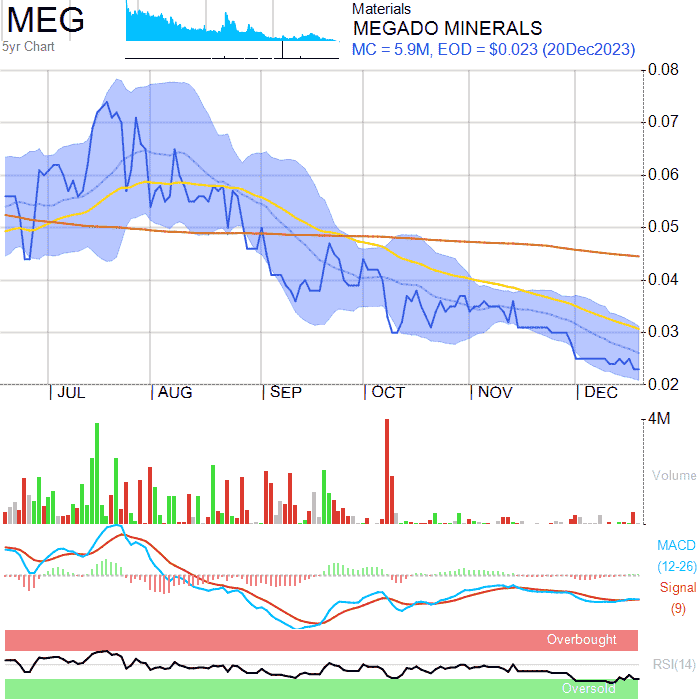 MEG
5yr Chart
Materials
MEGADO MINERALS
MC = 5.9M, EOD = $0.023 (20Dec2023)
0.08
0.07
0.06
0.05
0.04
0.03
0.02
JUL AUG SEP OCT NOV DEC
4M
Volume
MACD
(12-26)
Signal
(9)
Overbought
RSI(14)
Oversold